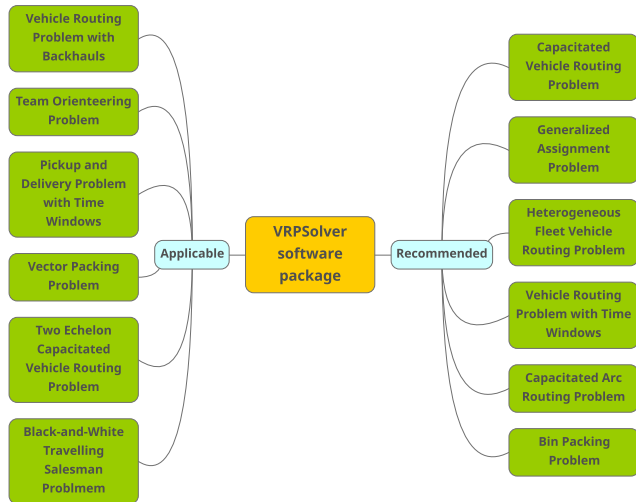 Vehicle Routing
Problem with
Backhauls
Team Orienteering
Problem
Pickup and
Delivery Problem
with Time
Windows
Vector Packing
Problem
Two Echelon
Capacitated
Vehicle Routing
Problem
Black-and-White
Travelling
Salesman
Problmem
Applicable
VRPSolver
software
package
Recommended
Capacitated
Vehicle Routing
Problem
Generalized
Assignment
Problem
Heterogeneous
Fleet Vehicle
Routing Problem
Vehicle Routing
Problem with Time
Windows
Capacitated Arc
Routing Problem
Bin Packing
Problem